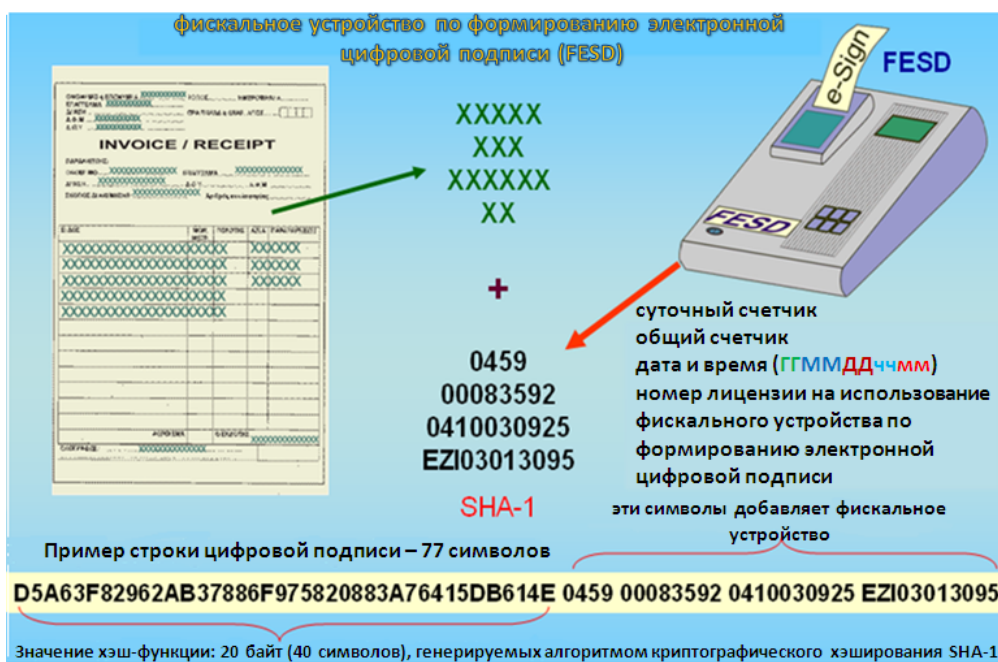 фискальное устройство по формированию электронной
цифровой подписи (FESD)
e-Sign
FESD
INVOICE / RECEIPT
XXXXX
XXX
XXXXXX
XX
FESD
+
суточный счетчик
общий счетчик
дата и время (ГГММДДччмм)
номер лицензии на использование
фискального устройства по
формированию электронной
цифровой подписи
0459
00083592
0410030925
EZI03013095
SHA-1
эти символы добавляет фискальное
устройство
Пример строки цифровой подписи – 77 символов
D5A63F82962AB37886F975820883A76415DB614E 0459 00083592 0410030925 EZI03013095
Значение хэш-функции: 20 байт (40 символов), генерируемых алгоритмом криптографического хэширования SHA-1